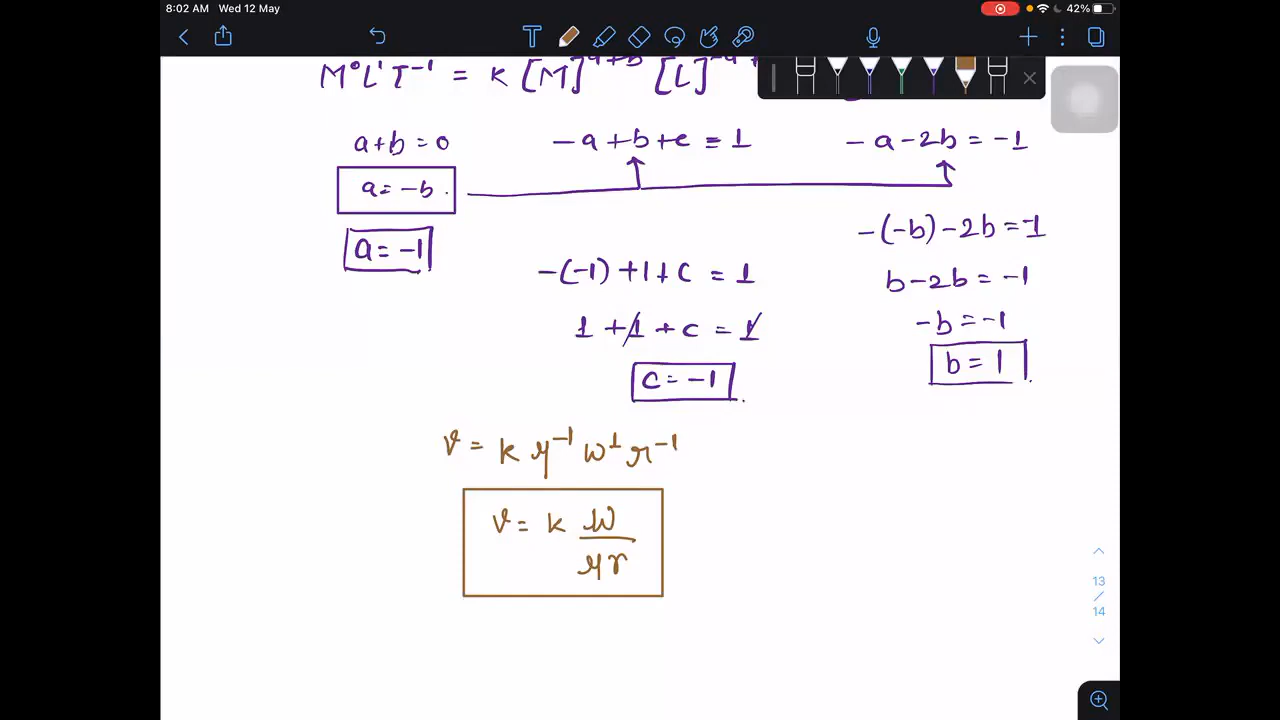 8:02 AM Wed 12 May
42%
M⁰L¹T⁻¹ = K [M]ᵃ⁺ᵇ [L]⁻ᵃ⁺
a+b=0
-a+b+c=1
-a-2b=-1
a=-b
-(-b)-2b=-1
a=-1
-(-1)+1+c=1
b-2b=-1
1+1+c=1
-b=-1
c=-1
b=1
v = K η⁻¹ w¹ r⁻¹
v = K w
ηr
13
/
14